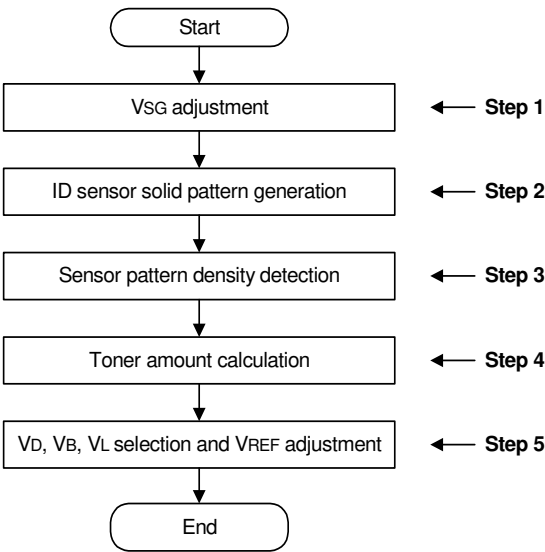 Start
VSG adjustment
Step 1
ID sensor solid pattern generation
Step 2
Sensor pattern density detection
Step 3
Toner amount calculation
Step 4
VD, VB, VL selection and VREF adjustment
Step 5
End